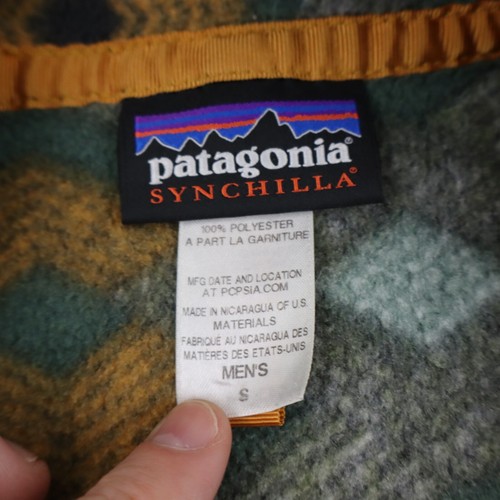 patagonia®
SYNCHILLA®
100% POLYESTER
A PART LA GARNITURE
MFG DATE AND LOCATION
AT PCPSIA.COM
MADE IN NICARAGUA OF U.S.
MATERIALS
FABRIQUÉ AU NICARAGUA DES
MATIÈRES DES ETATS-UNIS
MEN'S
S